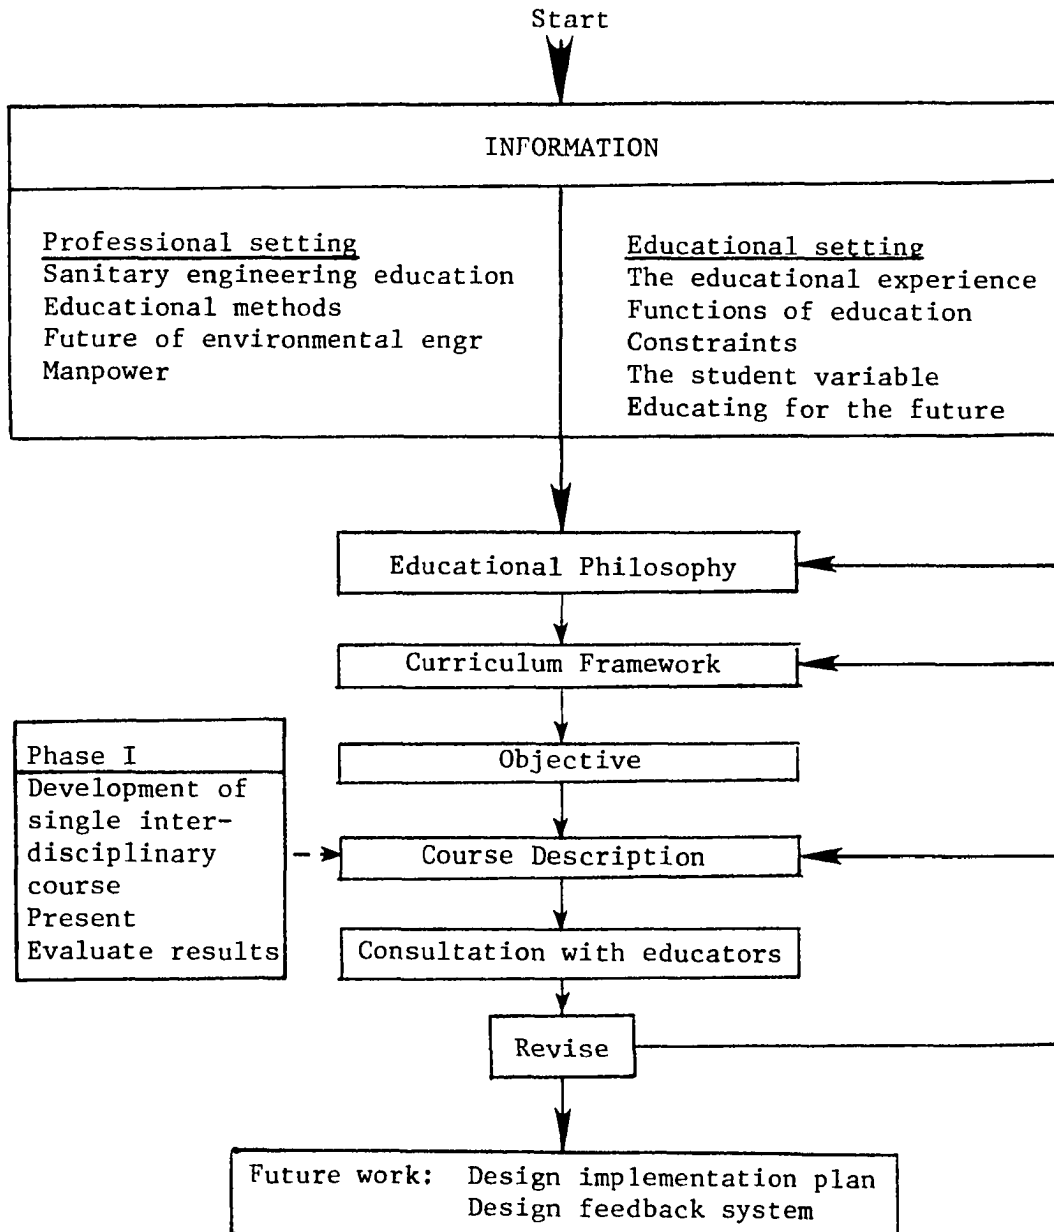 Start
INFORMATION
Professional setting
Sanitary engineering education
Educational methods
Future of environmental engr
Manpower
Educational setting
The educational experience
Functions of education
Constraints
The student variable
Educating for the future
Educational Philosophy
Curriculum Framework
Objective
Phase I
Development of
single inter-
disciplinary
course
Present
Evaluate results
Course Description
Consultation with educators
Revise
Future work: Design implementation plan
Design feedback system